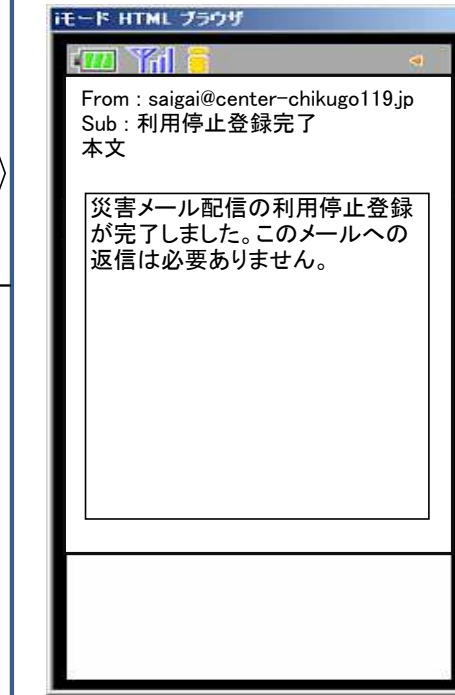 iモード HTML ブラウザ
From : saigai@center-chikugo119.jp
Sub : 利用停止登録完了
本文
災害メール配信の利用停止登録
が完了しました。このメールへの
返信は必要ありません。